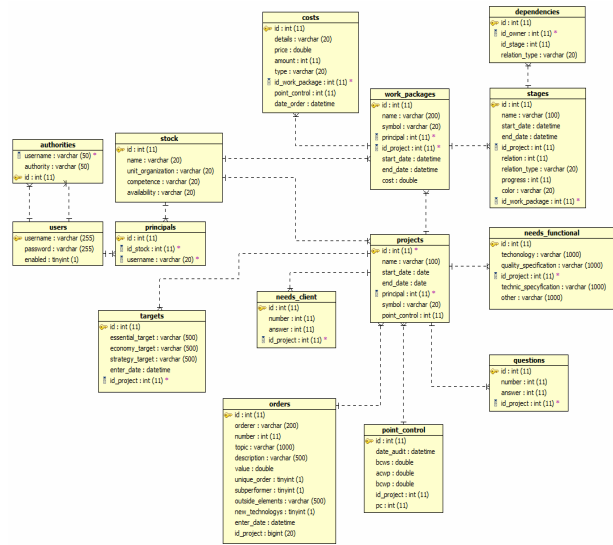 costs
id : int (11)
details : varchar (20)
price : double
amount : int (11)
type : varchar (20)
id_work_package : int (11) *
point_control : int (11)
date_order : datetime
dependencies
id : int (11)
id_owner : int (11) *
id_stage : int (11)
relation_type : varchar (20)
work_packages
id : int (11)
name : varchar (200)
symbol : varchar (20)
principal : int (11) *
id_project : int (11) *
start_date : datetime
end_date : datetime
cost : double
stages
id : int (11)
name : varchar (100)
start_date : datetime
end_date : datetime
id_project : int (11)
relation : int (11)
relation_type : varchar (20)
progress : int (11)
color : varchar (20)
id_work_package : int (11) *
authorities
username : varchar (50) *
authority : varchar (50)
id : int (11)
stock
id : int (11)
name : varchar (20)
unit_organization : varchar (20)
competence : varchar (20)
availability : varchar (20)
users
username : varchar (255)
password : varchar (255)
enabled : tinyint (1)
principals
id : int (11)
id_stock : int (11) *
username : varchar (20) *
projects
id : int (11) *
name : varchar (100)
start_date : date
end_date : date
principal : int (11) *
symbol : varchar (20)
point_control : int (11)
needs_functional
id : int (11)
techonology : varchar (1000)
quality_specification : varchar (1000)
id_project : int (11) *
technic_specyfication : varchar (1000)
other : varchar (1000)
needs_client
id : int (11)
number : int (11)
answer : int (11)
id_project : int (11) *
targets
id : int (11)
essential_target : varchar (500)
economy_target : varchar (500)
strategy_target : varchar (500)
enter_date : datetime
id_project : int (11) *
questions
id : int (11)
number : int (11)
answer : int (11)
id_project : int (11) *
orders
id : int (11)
orderer : varchar (200)
number : int (11)
topic : varchar (1000)
description : varchar (500)
value : double
unique_order : tinyint (1)
subperformer : tinyint (1)
outside_elements : varchar (500)
new_technologys : tinyint (1)
enter_date : datetime
id_project : bigint (20)
point_control
id : int (11)
date_audit : datetime
bcws : double
acwp : double
bcwp : double
id_project : int (11)
pc : int (11)